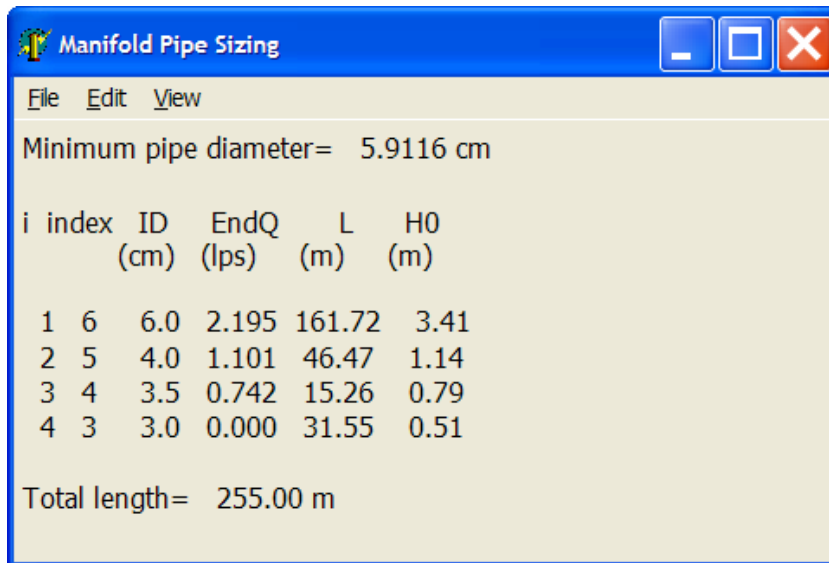 Manifold Pipe Sizing
File Edit View
Minimum pipe diameter= 5.9116 cm
i index ID EndQ L H0
(cm) (lps) (m) (m)
1 6 6.0 2.195 161.72 3.41
2 5 4.0 1.101 46.47 1.14
3 4 3.5 0.742 15.26 0.79
4 3 3.0 0.000 31.55 0.51
Total length= 255.00 m